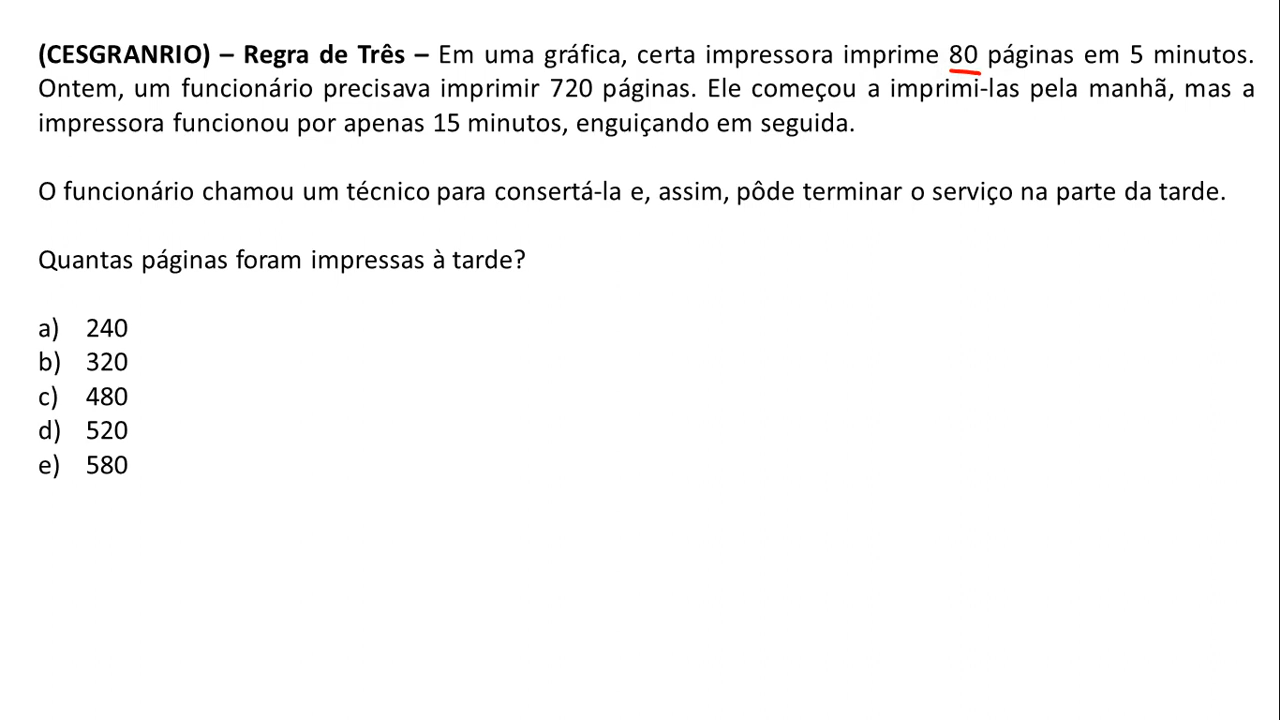 (CESGRANRIO) – Regra de Três – Em uma gráfica, certa impressora imprime 80 páginas em 5 minutos.
Ontem, um funcionário precisava imprimir 720 páginas. Ele começou a imprimi-las pela manhã, mas a
impressora funcionou por apenas 15 minutos, enguiçando em seguida.
O funcionário chamou um técnico para consertá-la e, assim, pôde terminar o serviço na parte da tarde.
Quantas páginas foram impressas à tarde?
a) 240
b) 320
c) 480
d) 520
e) 580